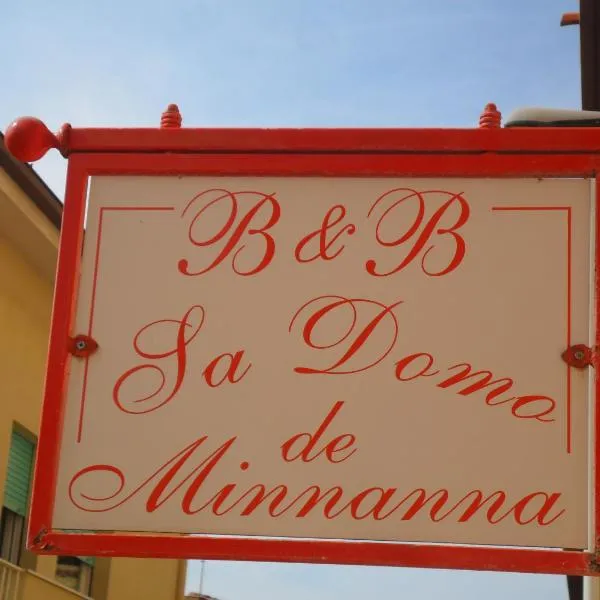 B & B
Sa Domo
de
Minnanna